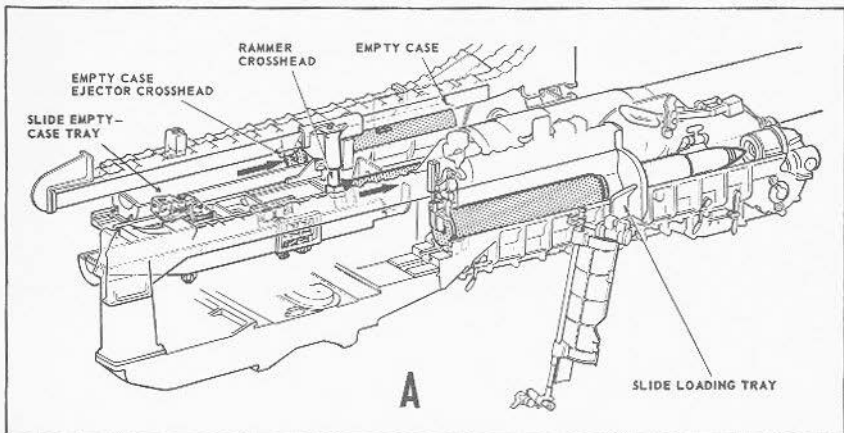 RAMMER
CROSSHEAD
EMPTY CASE
EMPTY CASE
EJECTOR CROSSHEAD
SLIDE EMPTY-
CASE TRAY
SLIDE LOADING TRAY
A